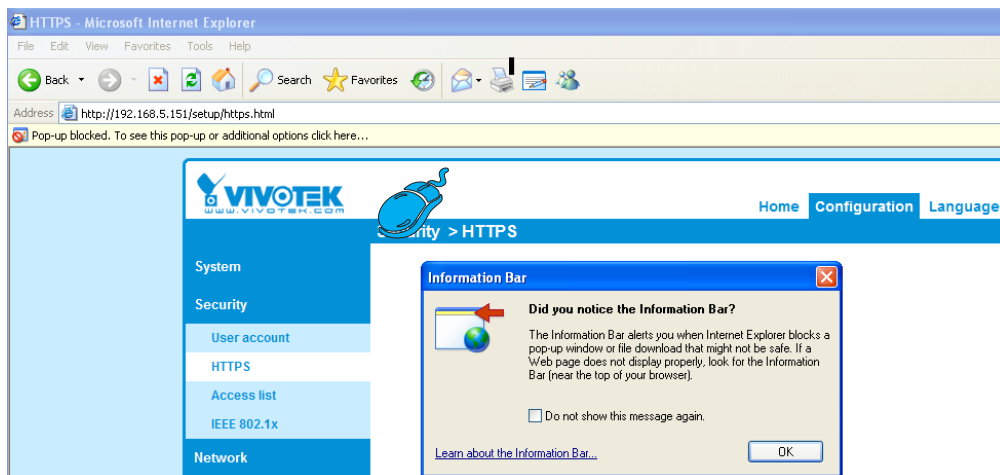 HTTPS - Microsoft Internet Explorer
File Edit View Favorites Tools Help
Back Search Favorites
Address http://192.168.5.151/setup/https.html
Pop-up blocked. To see this pop-up or additional options click here...
VIVOTEK
www.vivotek.com
Home Configuration Language
> HTTPS
System
Security
User account
HTTPS
Access list
IEEE 802.1x
Network
Information Bar
Did you notice the Information Bar?
The Information Bar alerts you when Internet Explorer blocks a
pop-up window or file download that might not be safe. If a
Web page does not display properly, look for the Information
Bar (near the top of your browser).
Do not show this message again.
Learn about the Information Bar...
OK